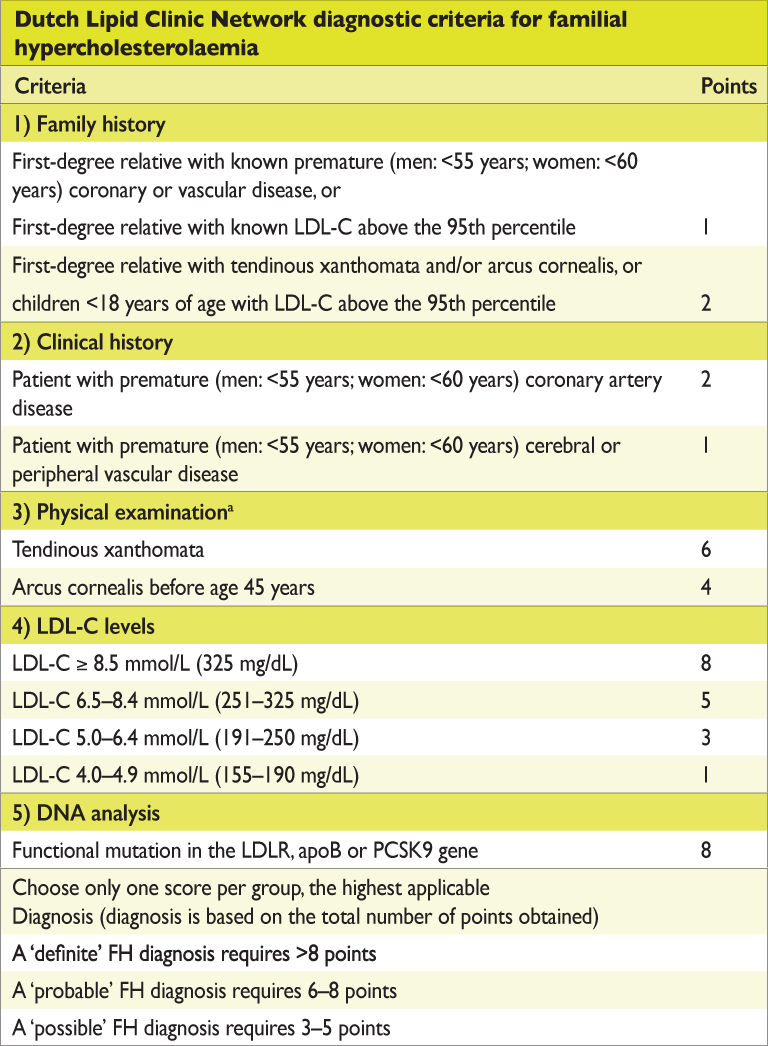 Dutch Lipid Clinic Network diagnostic criteria for familial
hypercholesterolaemia
Criteria Points
1) Family history
First-degree relative with known premature (men: <55 years; women: <60
years) coronary or vascular disease, or
First-degree relative with known LDL-C above the 95th percentile 1
First-degree relative with tendinous xanthomata and/or arcus cornealis, or
children <18 years of age with LDL-C above the 95th percentile 2
2) Clinical history
Patient with premature (men: <55 years; women: <60 years) coronary artery 2
disease
Patient with premature (men: <55 years; women: <60 years) cerebral or 1
peripheral vascular disease
3) Physical examinationᵃ
Tendinous xanthomata 6
Arcus cornealis before age 45 years 4
4) LDL-C levels
LDL-C ≥ 8.5 mmol/L (325 mg/dL) 8
LDL-C 6.5–8.4 mmol/L (251–325 mg/dL) 5
LDL-C 5.0–6.4 mmol/L (191–250 mg/dL) 3
LDL-C 4.0–4.9 mmol/L (155–190 mg/dL) 1
5) DNA analysis
Functional mutation in the LDLR, apoB or PCSK9 gene 8
Choose only one score per group, the highest applicable
Diagnosis (diagnosis is based on the total number of points obtained)
A ‘definite’ FH diagnosis requires >8 points
A ‘probable’ FH diagnosis requires 6–8 points
A ‘possible’ FH diagnosis requires 3–5 points